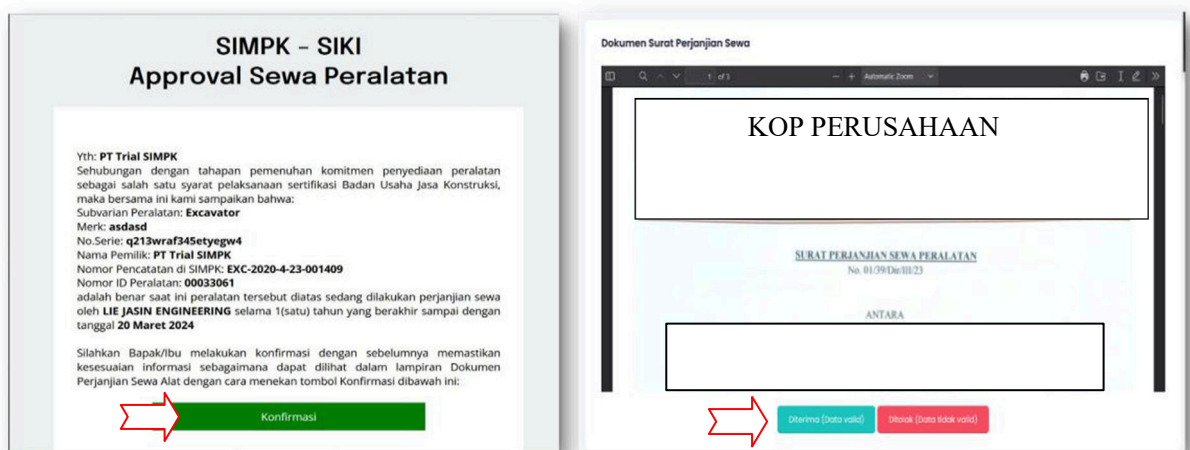 SIMPK – SIKI
Approval Sewa Peralatan
Yth: PT Trial SIMPK
Sehubungan dengan tahapan pemenuhan komitmen penyediaan peralatan
sebagai salah satu syarat pelaksanaan sertifikasi Badan Usaha Jasa Konstruksi,
maka bersama ini kami sampaikan bahwa:
Subvarian Peralatan: Excavator
Merk: asdasd
No.Serie: q213wraf345etyegw4
Nama Pemilik: PT Trial SIMPK
Nomor Pencatatan di SIMPK: EXC-2020-4-23-001409
Nomor ID Peralatan: 00033061
adalah benar saat ini peralatan tersebut diatas sedang dilakukan perjanjian sewa
oleh LIE JASIN ENGINEERING selama 1(satu) tahun yang berakhir sampai dengan
tanggal 20 Maret 2024
Silahkan Bapak/Ibu melakukan konfirmasi dengan sebelumnya memastikan
kesesuaian informasi sebagaimana dapat dilihat dalam lampiran Dokumen
Perjanjian Sewa Alat dengan cara menekan tombol Konfirmasi dibawah ini:
Konfirmasi
Dokumen Surat Perjanjian Sewa
1 of 3
Automatic Zoom
KOP PERUSAHAAN
SURAT PERJANJIAN SEWA PERALATAN
No. 01/39/Dir/III/23
ANTARA
Diterima (Data valid)
Ditolak (Data tidak valid)